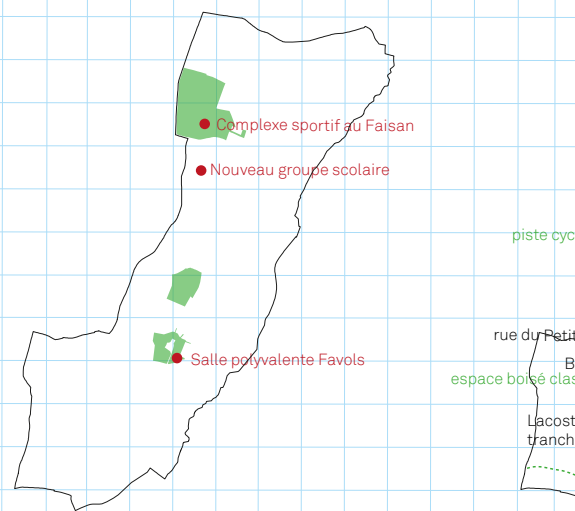 Complexe sportif au Faisan
Nouveau groupe scolaire
piste cyc
rue du Petit
B
Salle polyvalente Favols
espace boisé clas
Lacost
tranch